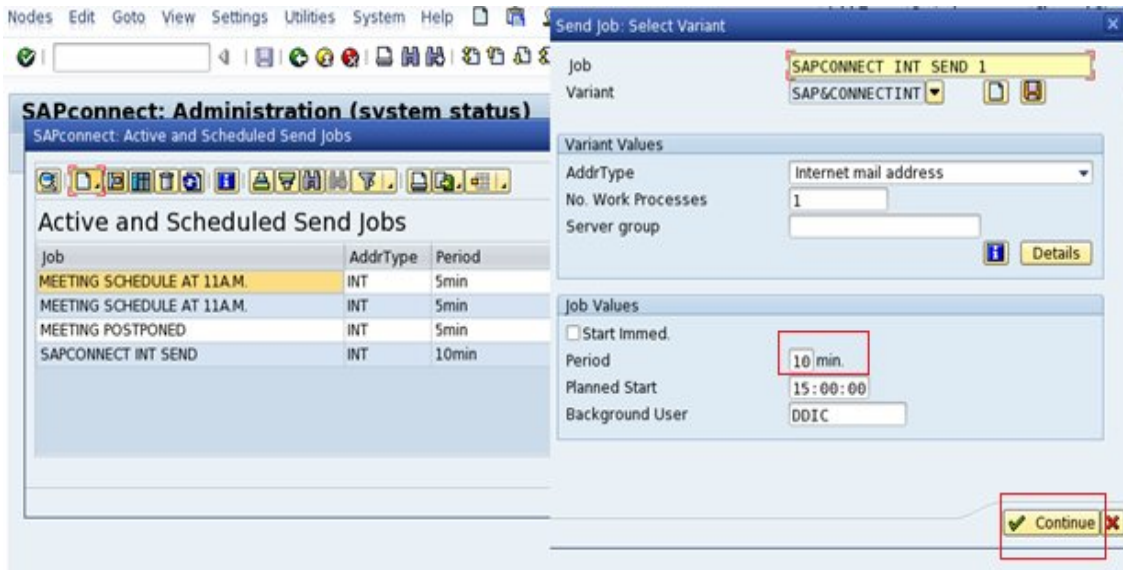 Nodes Edit Goto View Settings Utilities System Help
SAPconnect: Administration (system status)
SAPconnect: Active and Scheduled Send Jobs
Active and Scheduled Send Jobs
Job AddrType Period
MEETING SCHEDULE AT 11A.M. INT 5min
MEETING SCHEDULE AT 11A.M. INT 5min
MEETING POSTPONED INT 5min
SAPCONNECT INT SEND INT 10min
Send Job: Select Variant
Job SAPCONNECT INT SEND 1
Variant SAP&CONNECTINT
Variant Values
AddrType Internet mail address
No. Work Processes 1
Server group
Details
Job Values
Start Immed.
Period 10 min.
Planned Start 15:00:00
Background User DDIC
Continue